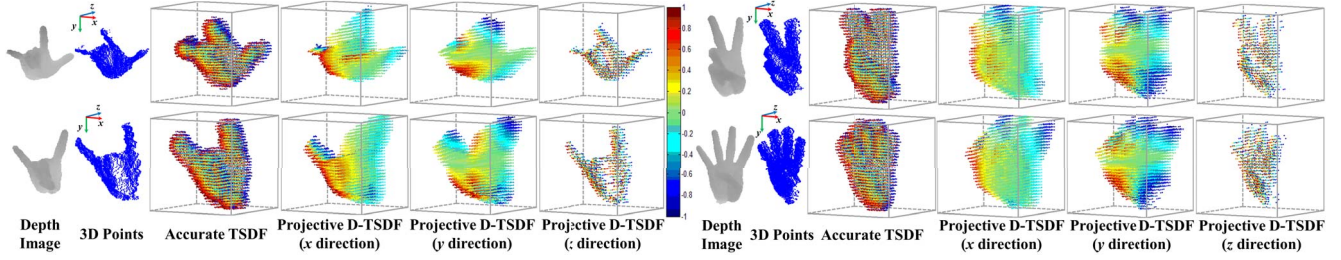 z
x
y
z
x
y
z
x
y
z
x
y
1
0.8
0.6
0.4
0.2
0
-0.2
-0.4
-0.6
-0.8
-1
Depth
Image
3D Points
Accurate TSDF
Projective D-TSDF
(x direction)
Projective D-TSDF
(y direction)
Projective D-TSDF
(z direction)
Depth
Image
3D Points
Accurate TSDF
Projective D-TSDF
(x direction)
Projective D-TSDF
(y direction)
Projective D-TSDF
(z direction)